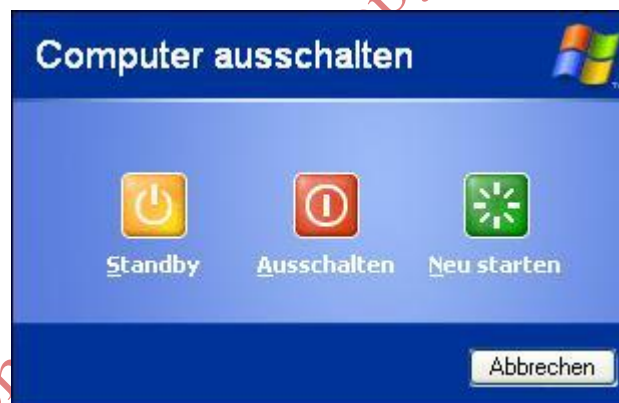 Computer ausschalten
Standby
Ausschalten
Neu starten
Abbrechen